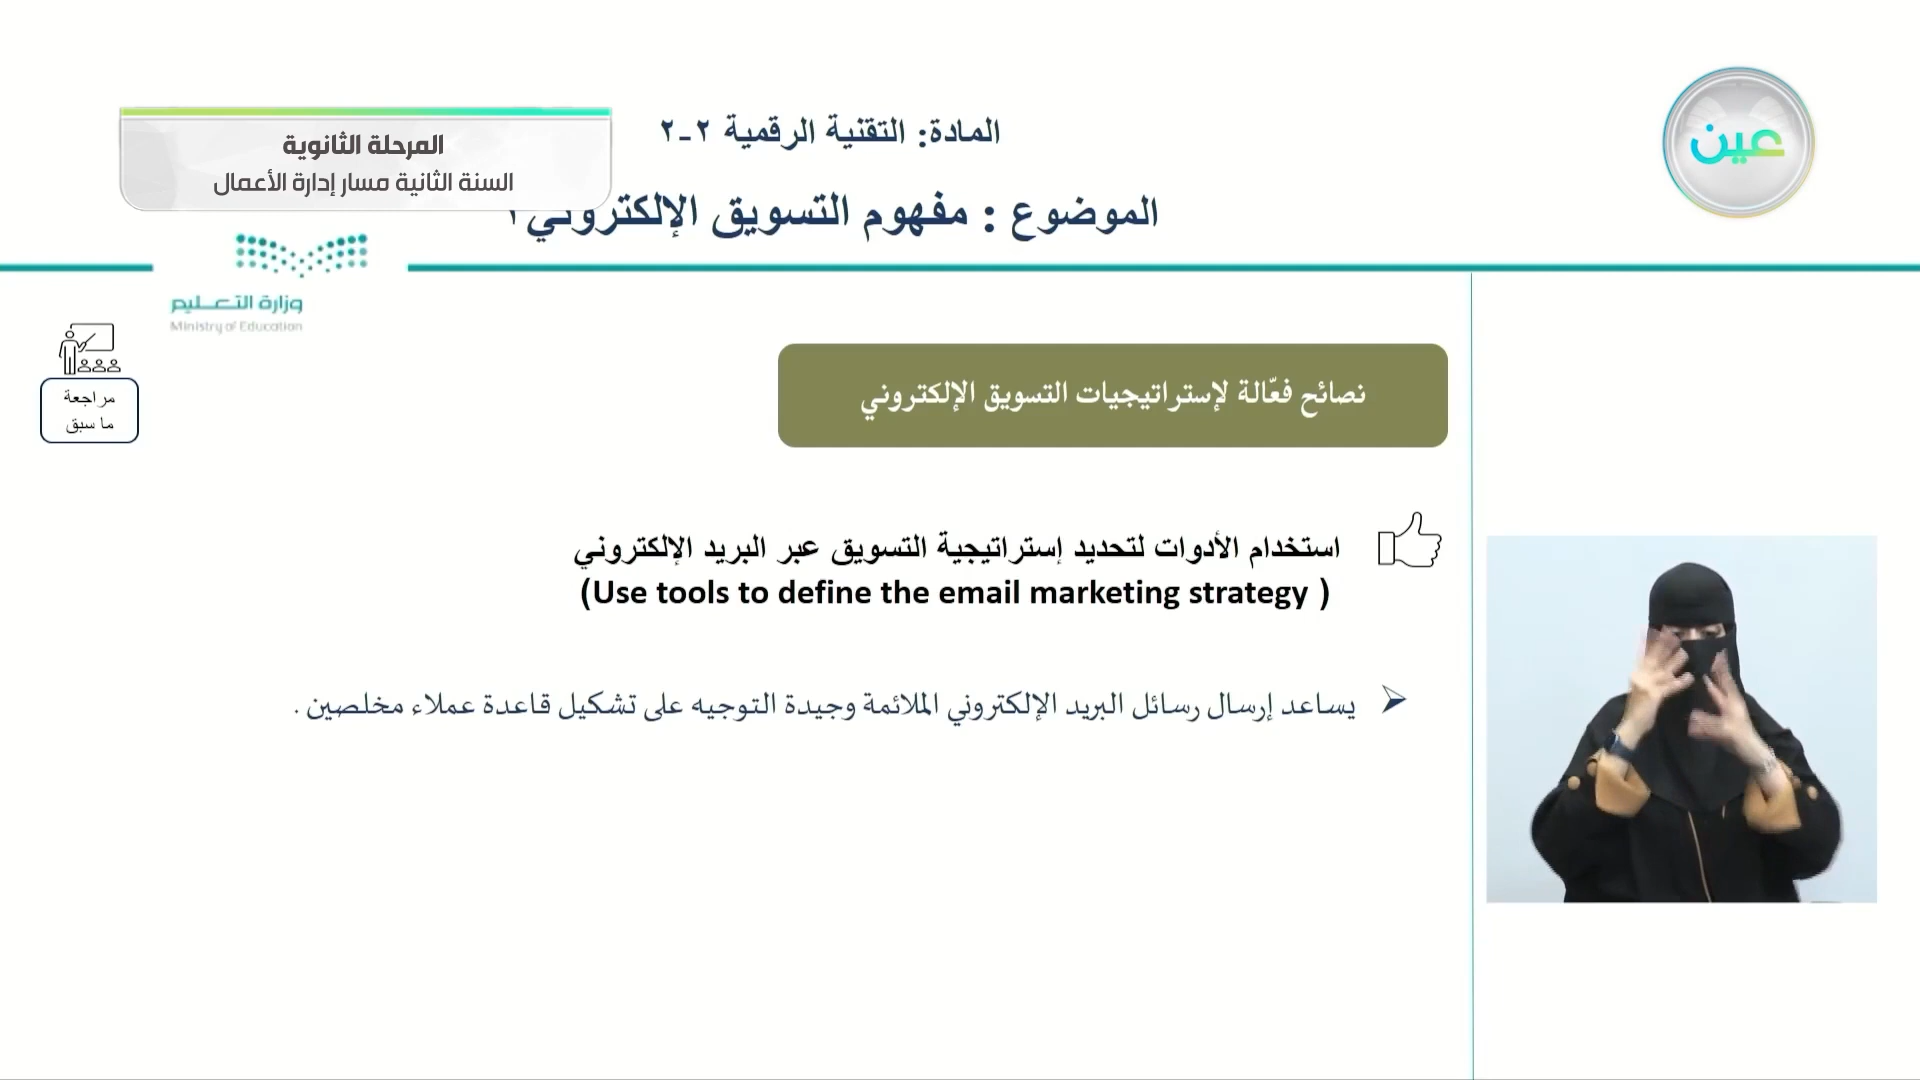 عين
المادة: التقنية الرقمية ٢-٢
المرحلة الثانوية
السنة الثانية مسار إدارة الأعمال
الموضوع : مفهوم التسويق الإلكتروني
وزارة التعليم
Ministry of Education
مراجعة
ما سبق
نصائح فعّالة لإستراتيجيات التسويق الإلكتروني
استخدام الأدوات لتحديد إستراتيجية التسويق عبر البريد الإلكتروني
(Use tools to define the email marketing strategy )
يساعد إرسال رسائل البريد الإلكتروني الملائمة وجيدة التوجيه على تشكيل قاعدة عملاء مخلصين .